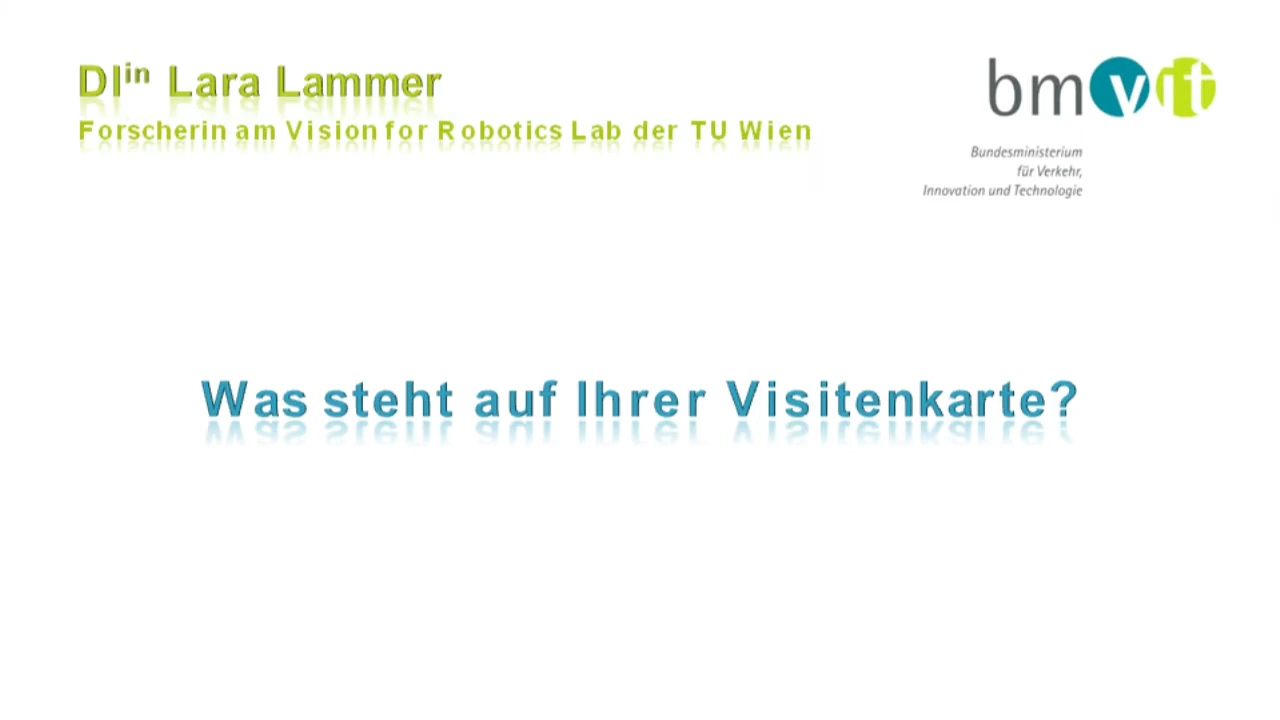 DIin Lara Lammer
Forscherin am Vision for Robotics Lab der TU Wien
bmvit
Bundesministerium
für Verkehr,
Innovation und Technologie
Was steht auf Ihrer Visitenkarte?